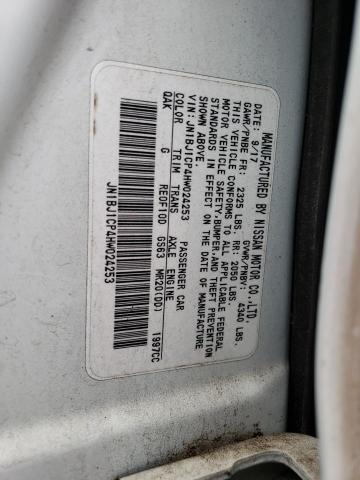 MANUFACTURED BY NISSAN MOTOR CO.,LTD.
DATE: 9/17 GVWR/PNBV: 4340 LBS.
GAWR/PNBE FR: 2325 LBS. RR: 2050 LBS.
THIS VEHICLE CONFORMS TO ALL APPLICABLE FEDERAL
MOTOR VEHICLE SAFETY,BUMPER,AND THEFT PREVENTION
STANDARDS IN EFFECT ON THE DATE OF MANUFACTURE
SHOWN ABOVE.
VIN:JN1BJ1CP4HW024253 PASSENGER CAR
COLOR TRIM TRANS AXLE ENGINE
QAK G RE0F10D GS63 MR20(DD) 1997CC
JN1BJ1CP4HW024253